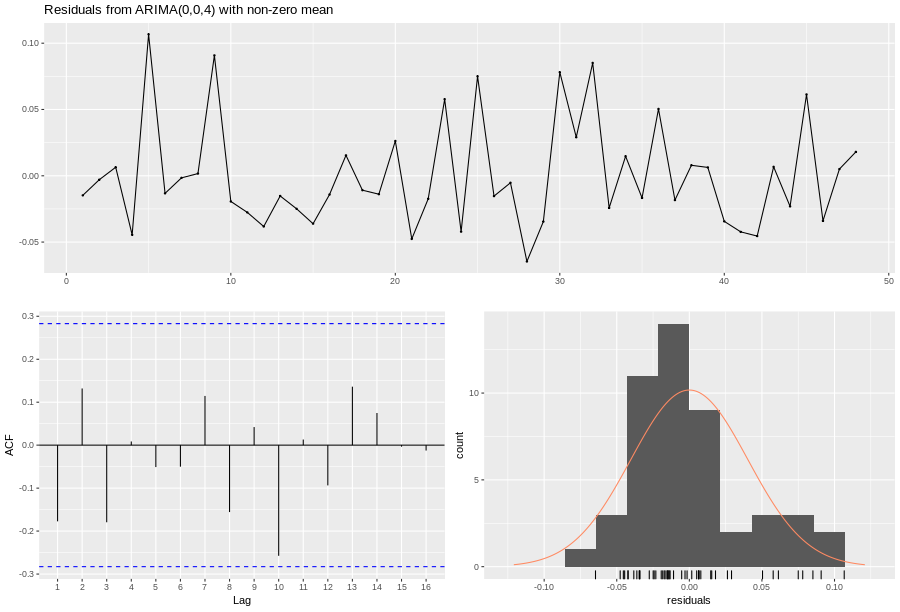 Residuals from ARIMA(0,0,4) with non-zero mean
0.10
0.05
0.00
-0.05
0 10 20 30 40 50
0.3
0.2
0.1
0.0
-0.1
-0.2
-0.3
ACF
1 2 3 4 5 6 7 8 9 10 11 12 13 14 15 16
Lag
10
5
0
count
-0.10 -0.05 0.00 0.05 0.10
residuals